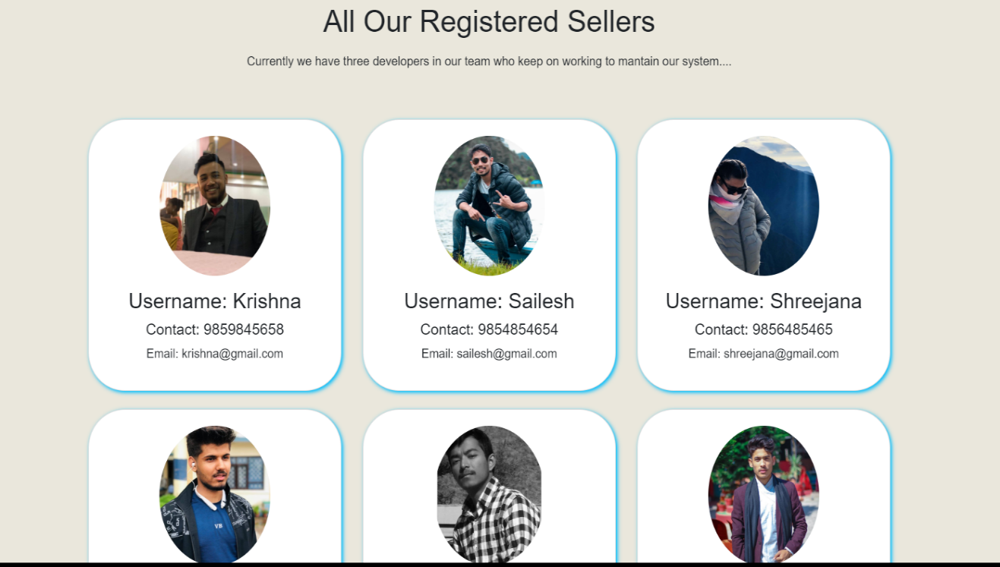 All Our Registered Sellers
Currently we have three developers in our team who keep on working to mantain our system....
Username: Krishna
Contact: 9859845658
Email: krishna@gmail.com
Username: Sailesh
Contact: 9854854654
Email: sailesh@gmail.com
Username: Shreejana
Contact: 9856485465
Email: shreejana@gmail.com
VB